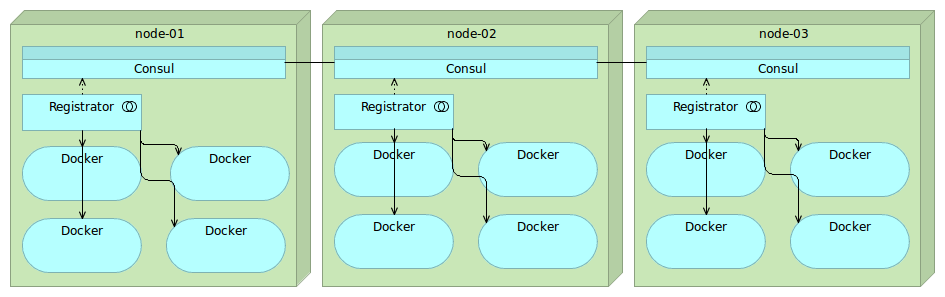 node-01
Consul
Registrator
Docker
Docker
Docker
Docker
node-02
Consul
Registrator
Docker
Docker
Docker
Docker
node-03
Consul
Registrator
Docker
Docker
Docker
Docker